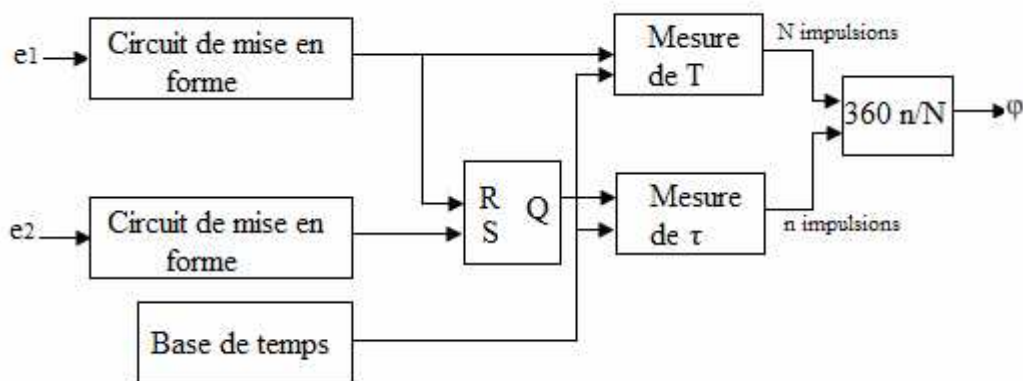 e1
Circuit de mise en
forme
Mesure
de T
N impulsions
360 n/N
φ
R
S
Q
e2
Circuit de mise en
forme
Mesure
de τ
n impulsions
Base de temps